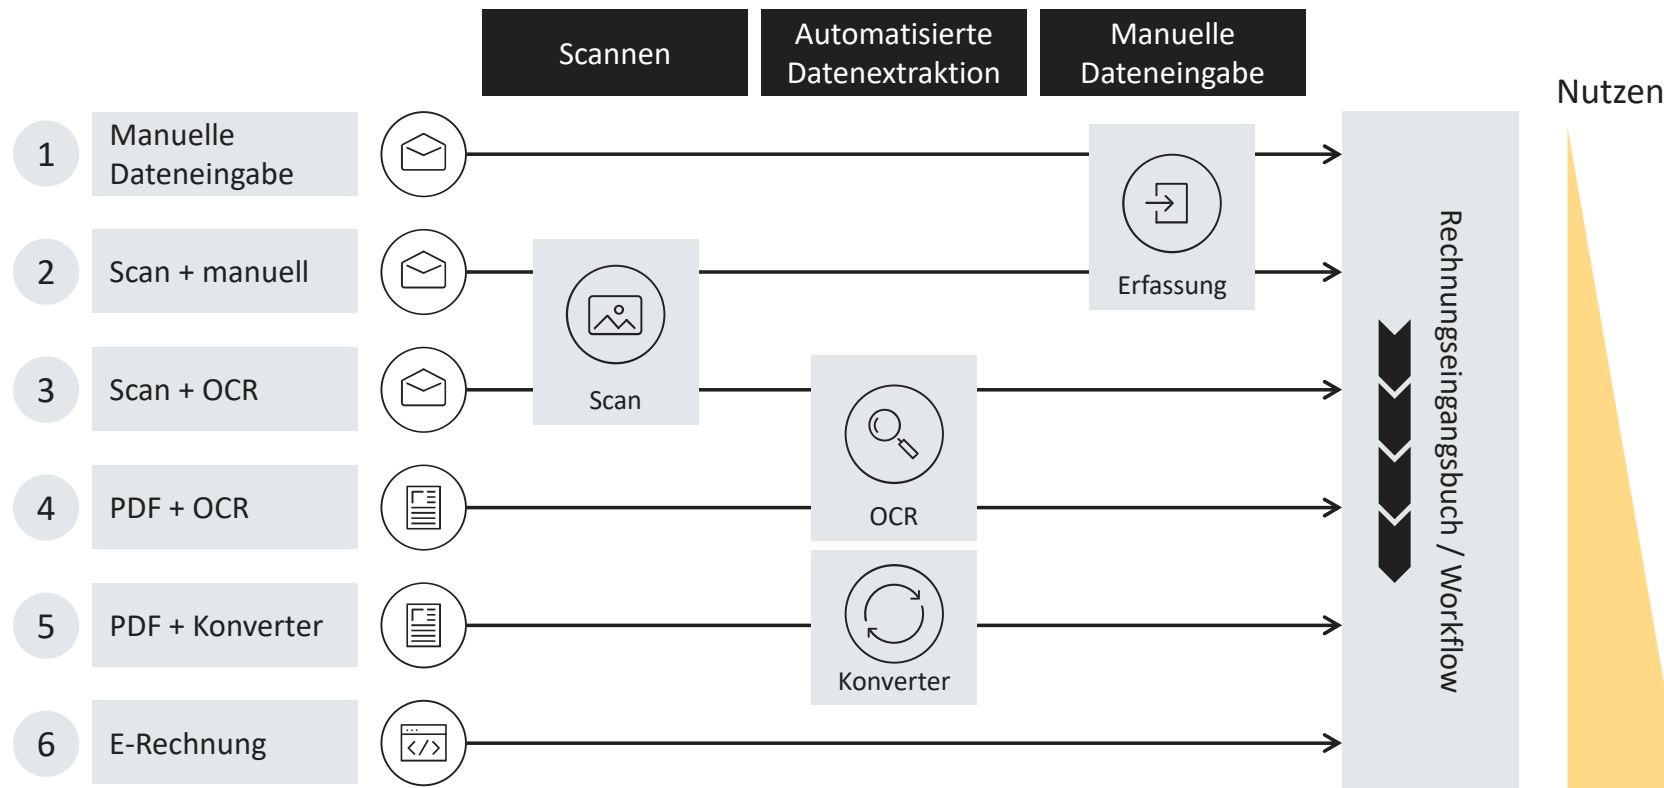 Scannen
Automatisierte
Datenextraktion
Manuelle
Dateneingabe
Nutzen
1
Manuelle
Dateneingabe
2
Scan + manuell
Erfassung
3
Scan + OCR
Scan
4
PDF + OCR
OCR
5
PDF + Konverter
Konverter
6
E-Rechnung
Rechnungseingangsbuch / Workflow